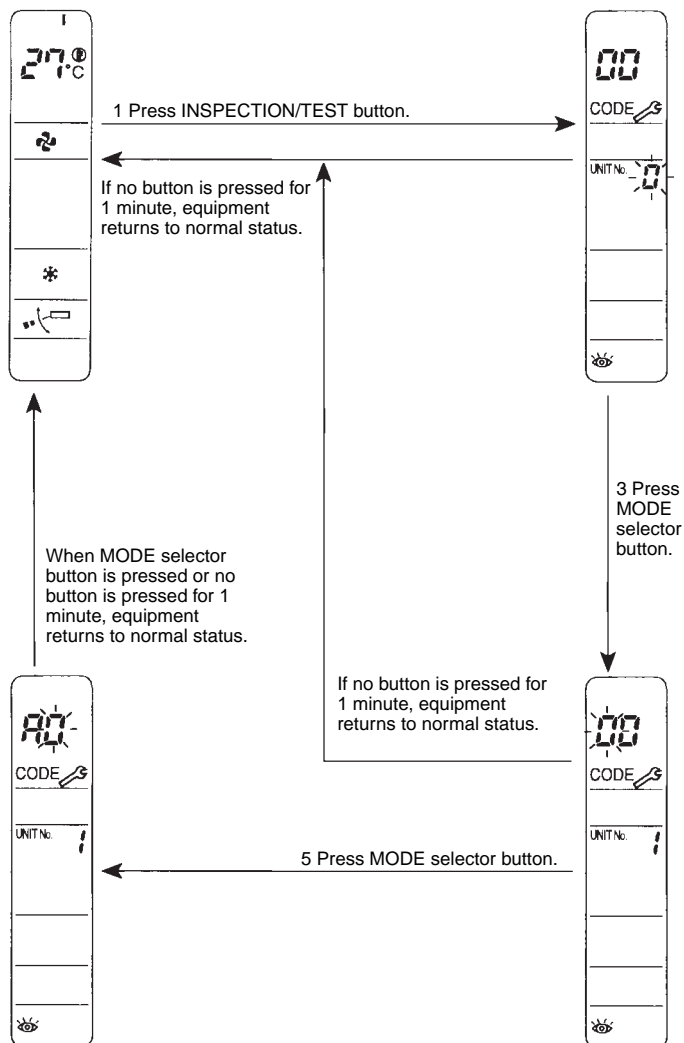 27°C
1 Press INSPECTION/TEST button.
If no button is pressed for
1 minute, equipment
returns to normal status.
00
CODE
UNIT No. 0
3 Press
MODE
selector
button.
When MODE selector
button is pressed or no
button is pressed for 1
minute, equipment
returns to normal status.
If no button is pressed for
1 minute, equipment
returns to normal status.
A0
CODE
UNIT No. 1
5 Press MODE selector button.
00
CODE
UNIT No. 1